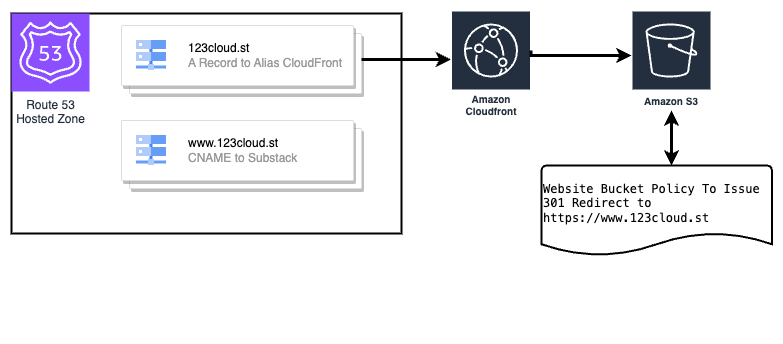 53
Route 53
Hosted Zone
123cloud.st
A Record to Alias CloudFront
www.123cloud.st
CNAME to Substack
Amazon
Cloudfront
Amazon S3
Website Bucket Policy To Issue
301 Redirect to
https://www.123cloud.st